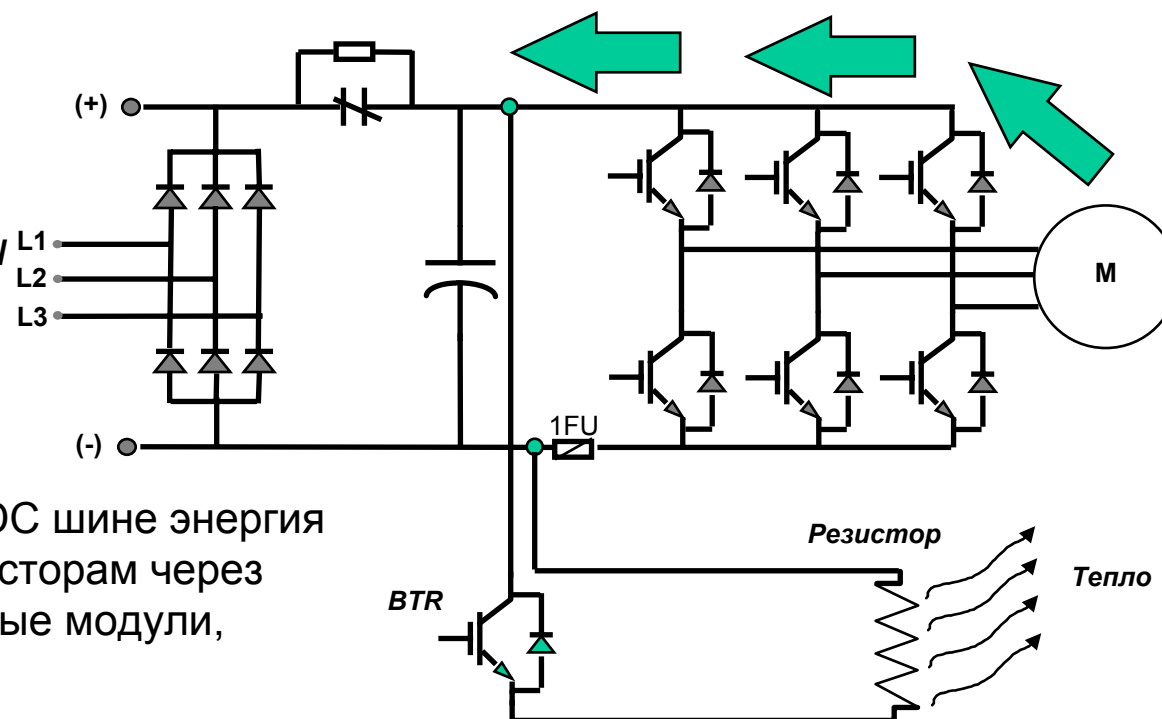 (+)
L1
L2
L3
M
(-)
1FU
DC шине энергия
сторам через
ые модули,
BTR
Резистор
Тепло